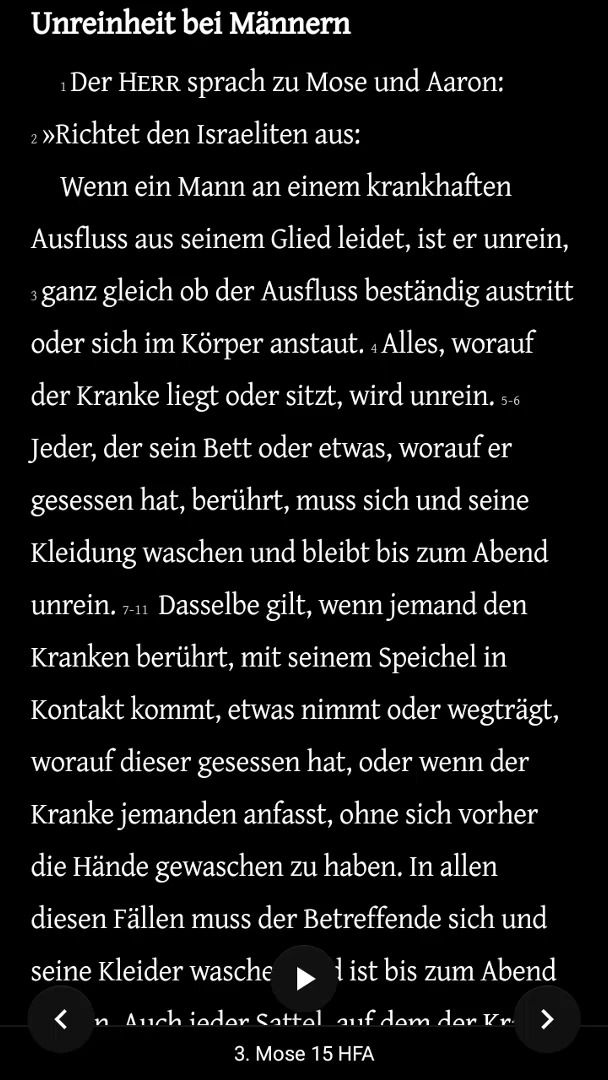 Unreinheit bei Männern
1 Der HERR sprach zu Mose und Aaron:
2 »Richtet den Israeliten aus:
Wenn ein Mann an einem krankhaften
Ausfluss aus seinem Glied leidet, ist er unrein,
3 ganz gleich ob der Ausfluss beständig austritt
oder sich im Körper anstaut. 4 Alles, worauf
der Kranke liegt oder sitzt, wird unrein. 5-6
Jeder, der sein Bett oder etwas, worauf er
gesessen hat, berührt, muss sich und seine
Kleidung waschen und bleibt bis zum Abend
unrein. 7-11 Dasselbe gilt, wenn jemand den
Kranken berührt, mit seinem Speichel in
Kontakt kommt, etwas nimmt oder wegträgt,
worauf dieser gesessen hat, oder wenn der
Kranke jemanden anfasst, ohne sich vorher
die Hände gewaschen zu haben. In allen
diesen Fällen muss der Betreffende sich und
seine Kleider ist bis zum Abend
Auch jeder Sattel, auf dem der
3. Mose 15 HFA